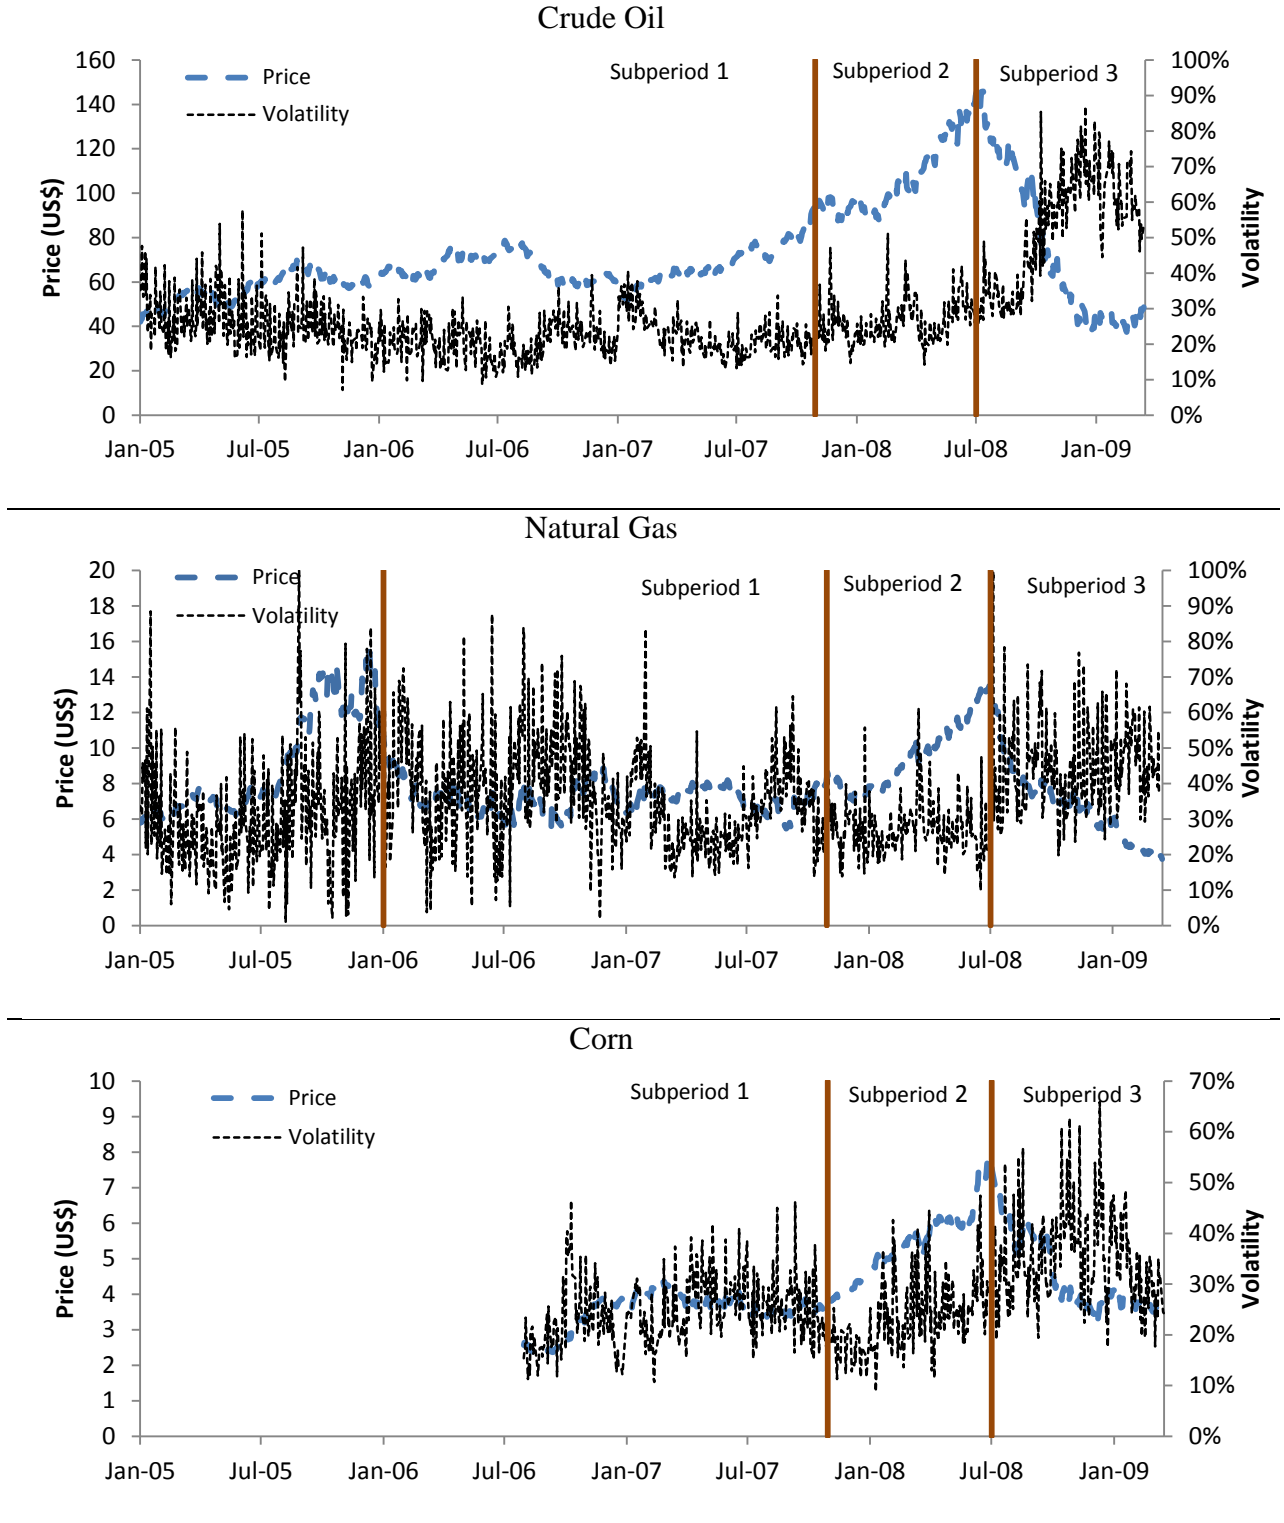 Crude Oil
160
140
120
100
80
60
40
20
0
Price (US$)
Price
Volatility
Subperiod 1
Subperiod 2
Subperiod 3
100%
90%
80%
70%
60%
50%
40%
30%
20%
10%
0%
Volatility
Jan-05 Jul-05 Jan-06 Jul-06 Jan-07 Jul-07 Jan-08 Jul-08 Jan-09
Natural Gas
20
18
16
14
12
10
8
6
4
2
0
Price (US$)
Price
Volatility
Subperiod 1
Subperiod 2
Subperiod 3
100%
90%
80%
70%
60%
50%
40%
30%
20%
10%
0%
Volatility
Jan-05 Jul-05 Jan-06 Jul-06 Jan-07 Jul-07 Jan-08 Jul-08 Jan-09
Corn
10
9
8
7
6
5
4
3
2
1
0
Price (US$)
Price
Volatility
Subperiod 1
Subperiod 2
Subperiod 3
70%
60%
50%
40%
30%
20%
10%
0%
Volatility
Jan-05 Jul-05 Jan-06 Jul-06 Jan-07 Jul-07 Jan-08 Jul-08 Jan-09